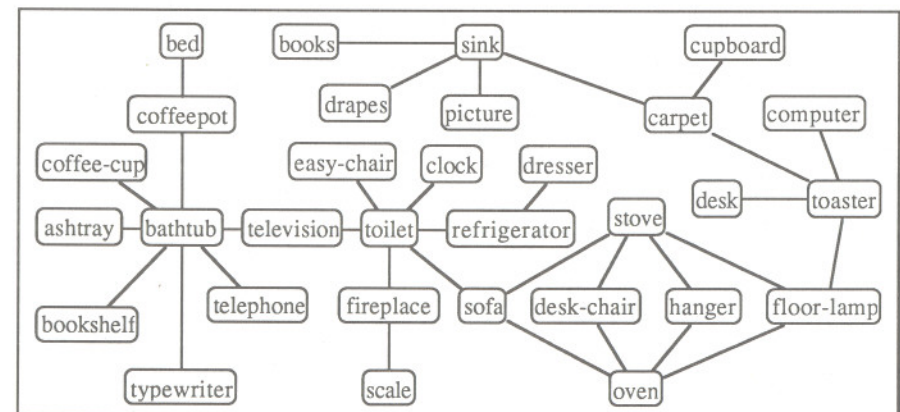 bed
books
sink
cupboard
coffeepot
drapes
picture
carpet
computer
coffee-cup
easy-chair
clock
dresser
ashtray
bathtub
television
toilet
refrigerator
stove
desk
toaster
bookshelf
telephone
fireplace
sofa
desk-chair
hanger
floor-lamp
typewriter
scale
oven